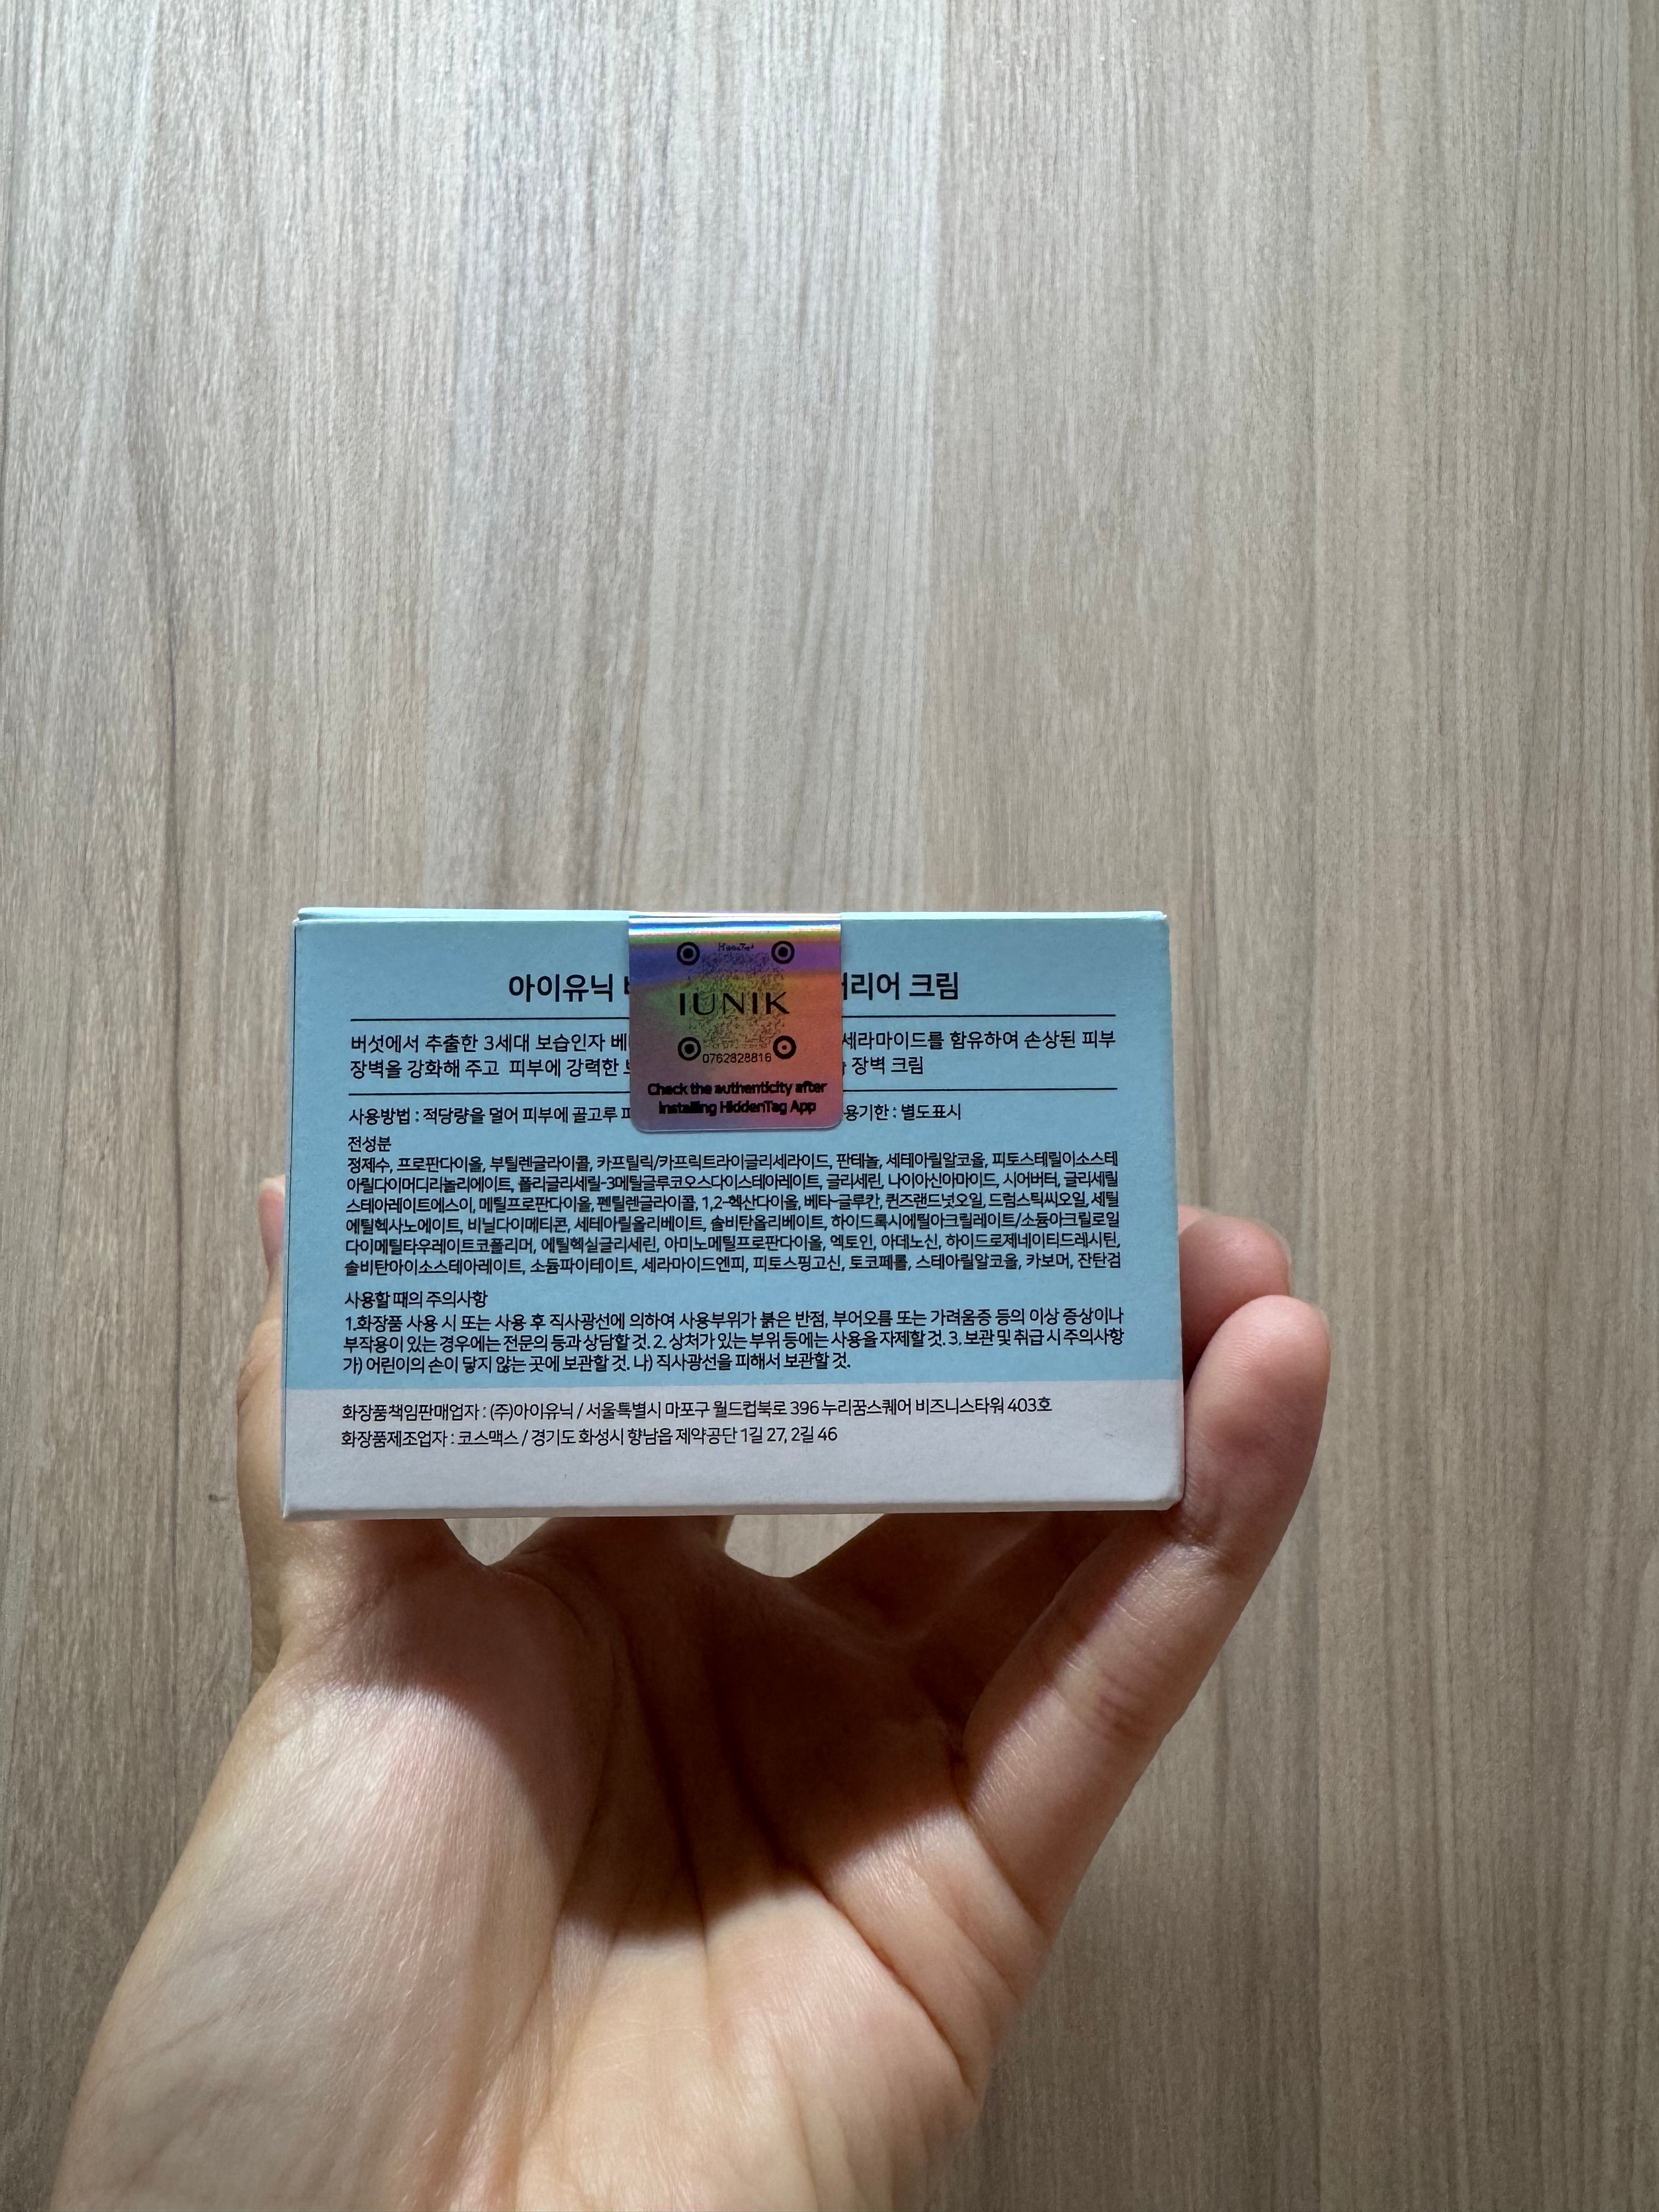 아이유닉 리어 크림
버섯에서 추출한 3세대 보습인자 세라마이드를 함유하여 손상된 피부
장벽을 강화해 주고 피부에 강력한 장벽 크림
HiddenTag
IUNIK
0762828816
Check the authenticity after
installing HiddenTag App
사용방법 : 적당량을 덜어 피부에 골고루 용기한 : 별도표시
전성분
정제수, 프로판다이올, 부틸렌글라이콜, 카프릴릭/카프릭트라이글리세라이드, 판테놀, 세테아릴알코올, 피토스테릴이소스테
아릴다이머디리놀리에이트, 폴리글리세릴-3메틸글루코오스다이스테아레이트, 글리세린, 나이아신아마이드, 시어버터, 글리세릴
스테아레이트에스이, 메틸프로판다이올, 펜틸렌글라이콜, 1,2-헥산다이올, 베타-글루칸, 퀸즈랜드넛오일, 드럼스틱씨오일, 세틸
에틸헥사노에이트, 비닐다이메티콘, 세테아릴올리베이트, 솔비탄올리베이트, 하이드록시에틸아크릴레이트/소듐아크릴로일
다이메틸타우레이트코폴리머, 에틸헥실글리세린, 아미노메틸프로판다이올, 엑토인, 아데노신, 하이드로제네이티드레시틴,
솔비탄아이소스테아레이트, 소듐파이테이트, 세라마이드엔피, 피토스핑고신, 토코페롤, 스테아릴알코올, 카보머, 잔탄검
사용할 때의 주의사항
1.화장품 사용 시 또는 사용 후 직사광선에 의하여 사용부위가 붉은 반점, 부어오름 또는 가려움증 등의 이상 증상이나
부작용이 있는 경우에는 전문의 등과 상담할 것. 2. 상처가 있는 부위 등에는 사용을 자제할 것. 3. 보관 및 취급 시 주의사항
가) 어린이의 손이 닿지 않는 곳에 보관할 것. 나) 직사광선을 피해서 보관할 것.
화장품책임판매업자 : (주)아이유닉 / 서울특별시 마포구 월드컵북로 396 누리꿈스퀘어 비즈니스타워 403호
화장품제조업자 : 코스맥스 / 경기도 화성시 향남읍 제약공단 1길 27, 2길 46